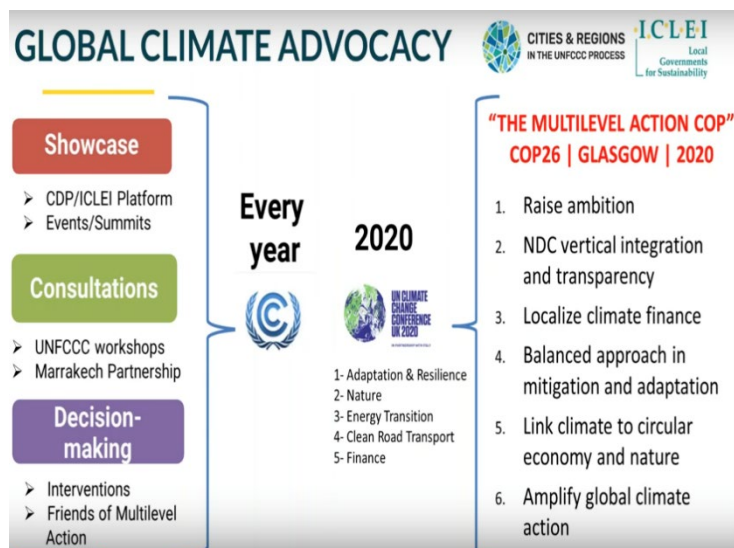 GLOBAL CLIMATE ADVOCACY
CITIES & REGIONS
IN THE UNFCCC PROCESS
I.C.L.E.I
Local
Governments
for Sustainability
Showcase
➢ CDP/ICLEI Platform
➢ Events/Summits
Consultations
➢ UNFCCC workshops
➢ Marrakech Partnership
Decision-
making
➢ Interventions
➢ Friends of Multilevel
Action
Every
year
2020
UN CLIMATE
CHANGE
CONFERENCE
UK 2020
1- Adaptation & Resilience
2- Nature
3- Energy Transition
4- Clean Road Transport
5- Finance
“THE MULTILEVEL ACTION COP”
COP26 | GLASGOW | 2020
1. Raise ambition
2. NDC vertical integration
and transparency
3. Localize climate finance
4. Balanced approach in
mitigation and adaptation
5. Link climate to circular
economy and nature
6. Amplify global climate
action